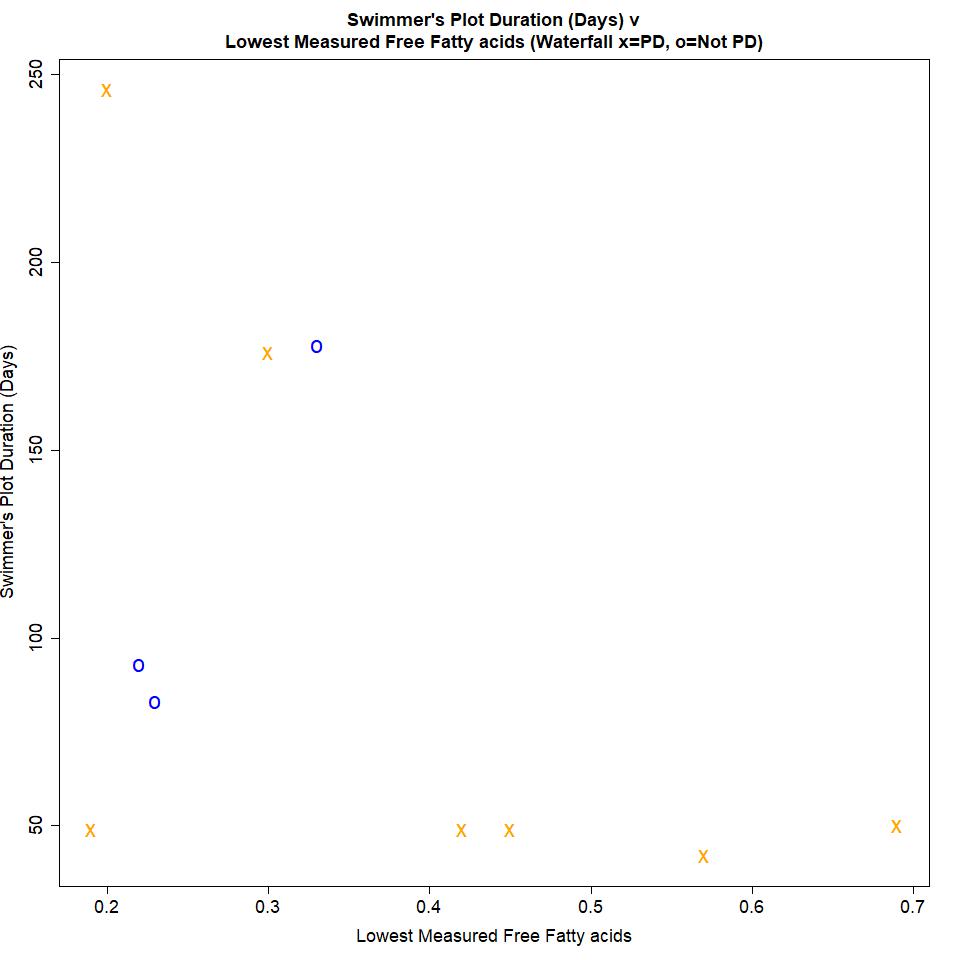 Swimmer's Plot Duration (Days) v
Lowest Measured Free Fatty acids (Waterfall x=PD, o=Not PD)
Swimmer's Plot Duration (Days)
250
200
150
100
50
X
X
O
O
O
X
X
X
X
X
0.2
0.3
0.4
0.5
0.6
0.7
Lowest Measured Free Fatty acids